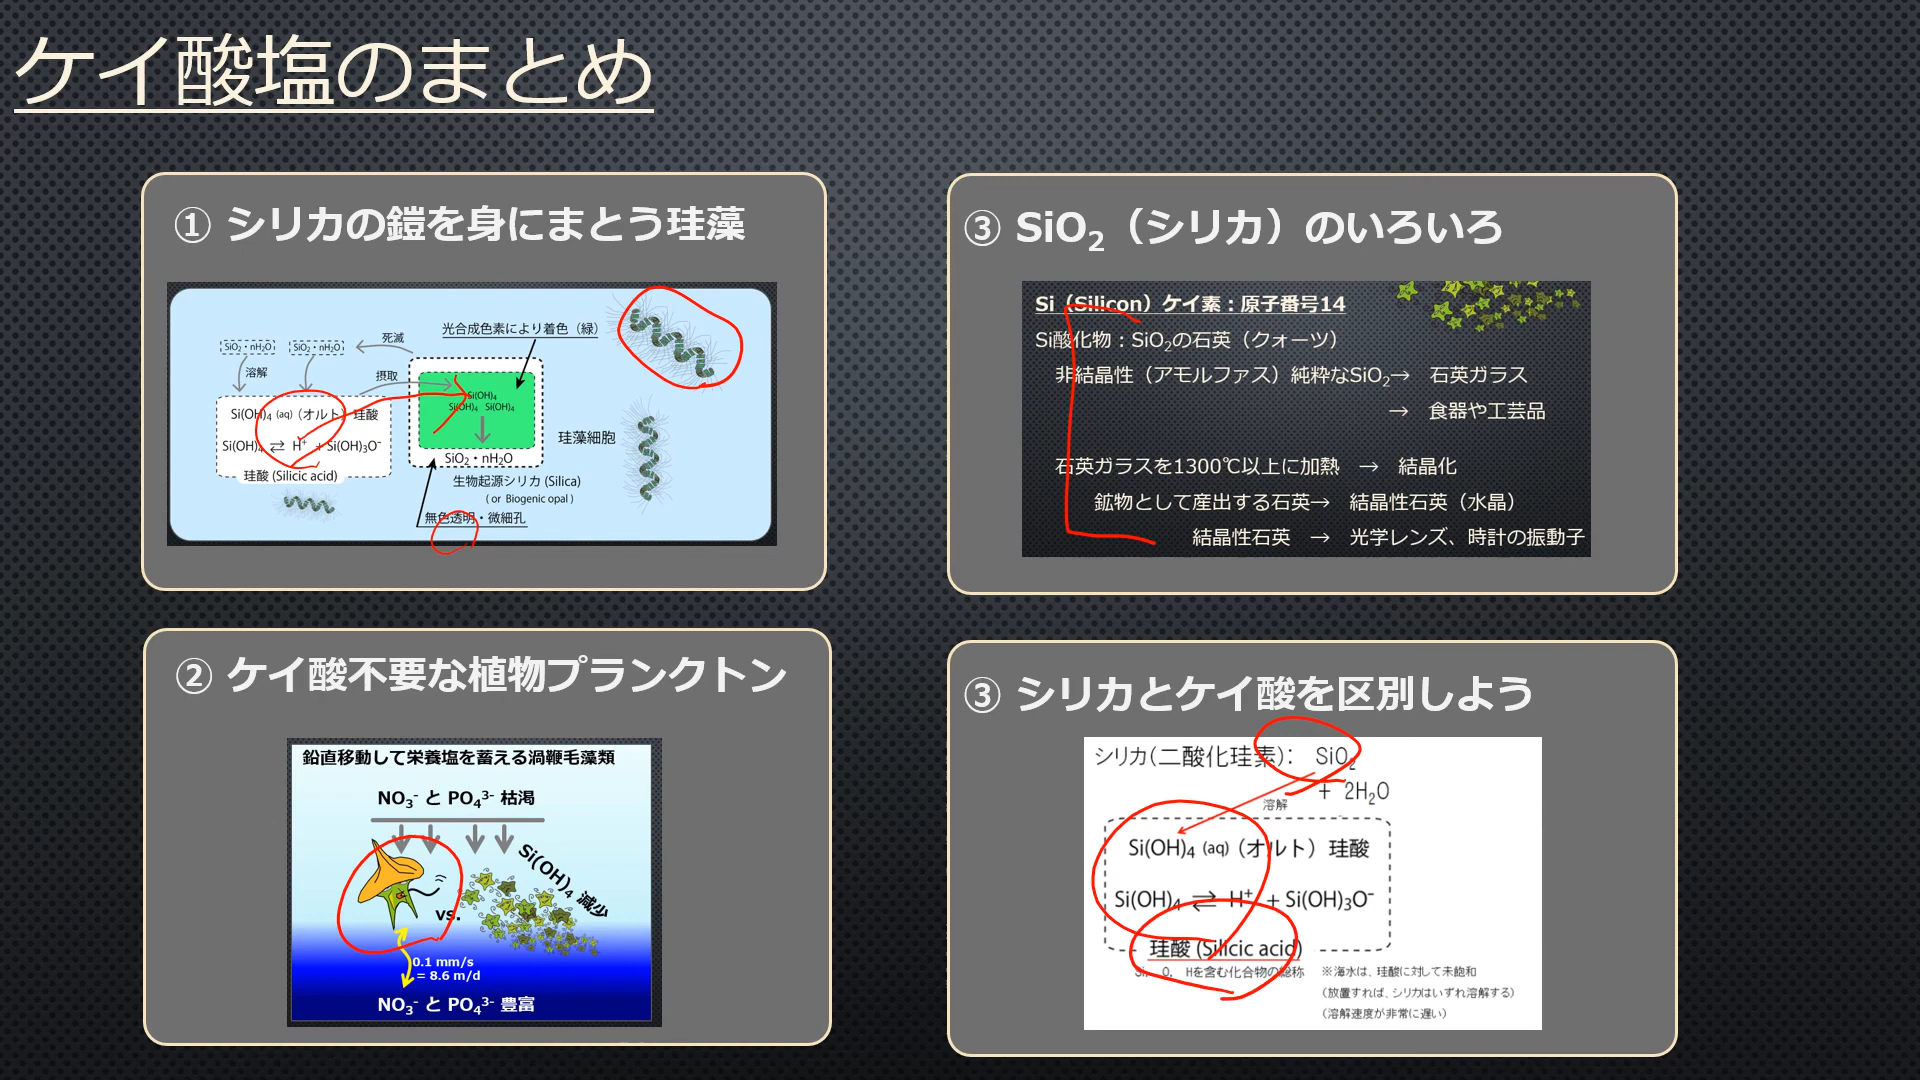 ケイ酸塩のまとめ
① シリカの鎧を身にまとう珪藻
光合成色素により着色（緑）
死滅
SiO₂・nH₂O SiO₂・nH₂O
溶解
摂取
Si(OH)₄ (aq)（オルト）珪酸
Si(OH)₄ ⇄ H⁺ + Si(OH)₃O⁻
珪酸 (Silicic acid)
Si(OH)₄
Si(OH)₄ Si(OH)₄
SiO₂・nH₂O
珪藻細胞
生物起源シリカ (Silica)
( or Biogenic opal )
無色透明・微細孔
② ケイ酸不要な植物プランクトン
鉛直移動して栄養塩を蓄える渦鞭毛藻類
NO₃⁻ と PO₄³⁻ 枯渇
Si(OH)₄ 減少
vs.
0.1 mm/s
= 8.6 m/d
NO₃⁻ と PO₄³⁻ 豊富
③ SiO₂（シリカ）のいろいろ
Si（Silicon）ケイ素：原子番号14
Si酸化物：SiO₂の石英（クォーツ）
非結晶性（アモルファス）純粋なSiO₂→ 石英ガラス
→ 食器や工芸品
石英ガラスを1300℃以上に加熱 → 結晶化
鉱物として産出する石英→ 結晶性石英（水晶）
結晶性石英 → 光学レンズ、時計の振動子
③ シリカとケイ酸を区別しよう
シリカ(二酸化珪素)： SiO₂
+ 2H₂O
溶解
Si(OH)₄ (aq)（オルト）珪酸
Si(OH)₄ ⇄ H⁺ + Si(OH)₃O⁻
珪酸 (Silicic acid)
Si, O, Hを含む化合物の総称
※海水は、珪酸に対して未飽和
（放置すれば、シリカはいずれ溶解する）
（溶解速度が非常に遅い）